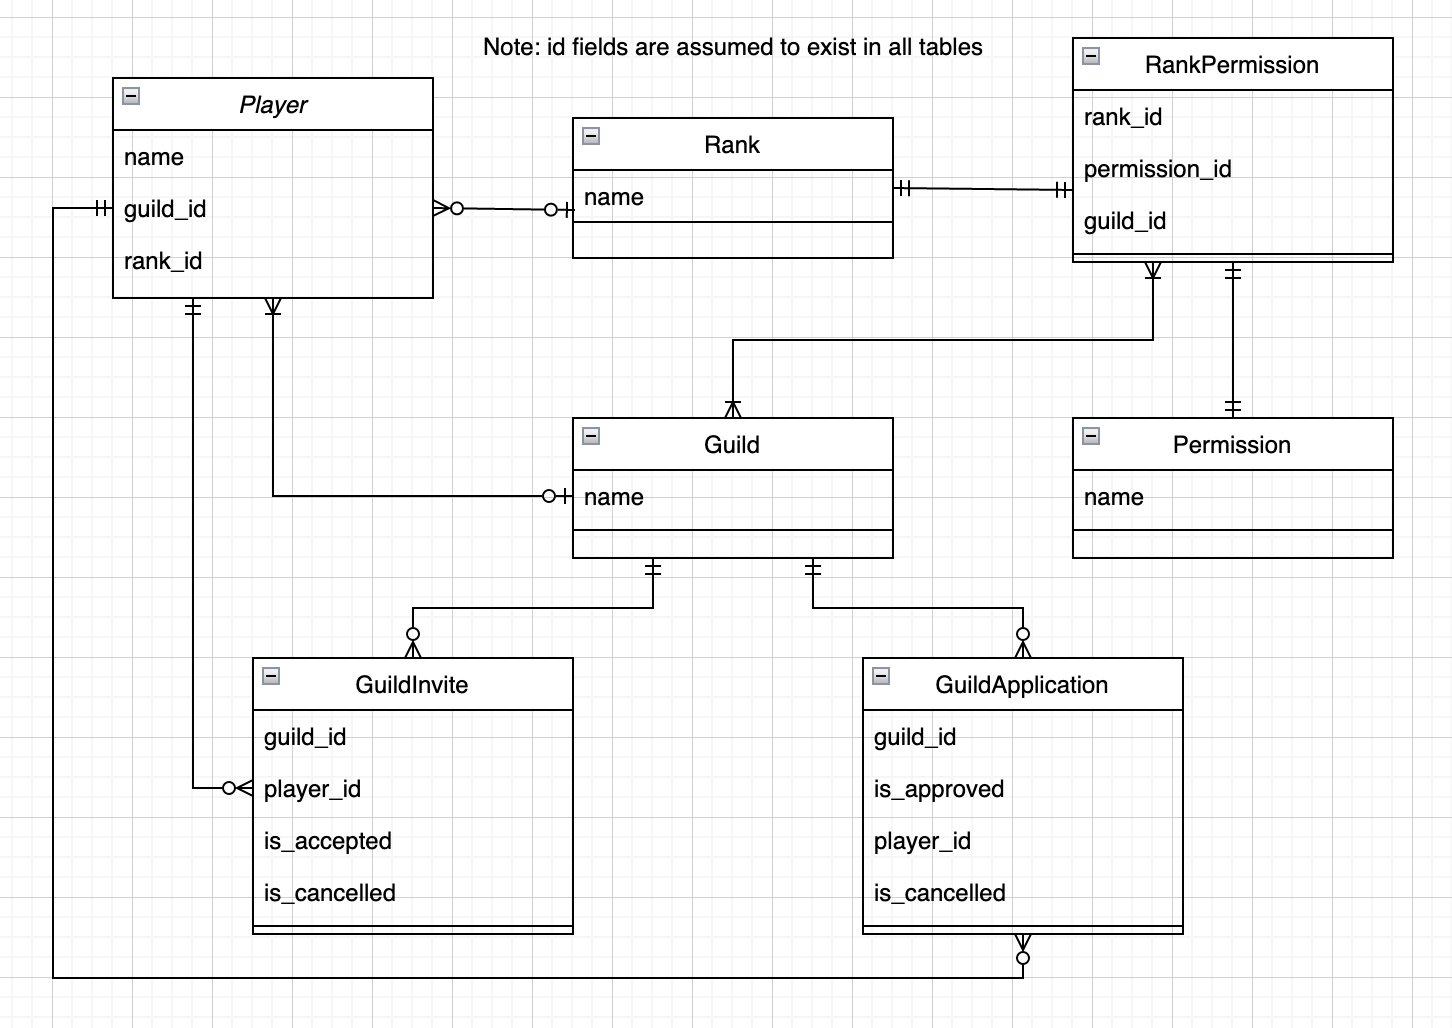 Note: id fields are assumed to exist in all tables
Player
name
guild_id
rank_id
Rank
name
RankPermission
rank_id
permission_id
guild_id
Guild
name
Permission
name
GuildInvite
guild_id
player_id
is_accepted
is_cancelled
GuildApplication
guild_id
is_approved
player_id
is_cancelled